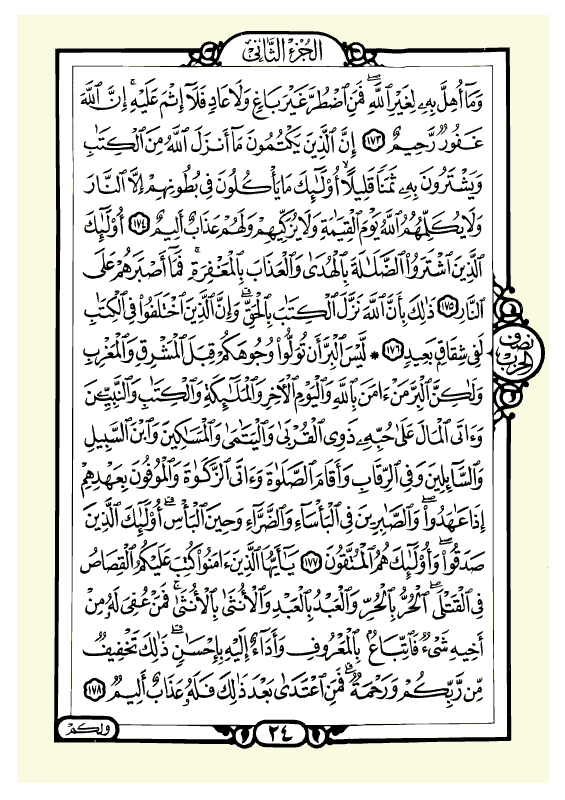 الجزء الثاني
وَمَآ أُهِلَّ بِهِۦ لِغَيْرِ ٱللَّهِ ۖ فَمَنِ ٱضْطُرَّ غَيْرَ بَاغٍ وَلَا عَادٍ فَلَآ إِثْمَ عَلَيْهِ ۚ إِنَّ ٱللَّهَ
غَفُورٌ رَّحِيمٌ ١٧٣ إِنَّ ٱلَّذِينَ يَكْتُمُونَ مَآ أَنزَلَ ٱللَّهُ مِنَ ٱلْكِتَٰبِ
وَيَشْتَرُونَ بِهِۦ ثَمَنًا قَلِيلًا ۙ أُو۟لَٰٓئِكَ مَا يَأْكُلُونَ فِى بُطُونِهِمْ إِلَّا ٱلنَّارَ
وَلَا يُكَلِّمُهُمُ ٱللَّهُ يَوْمَ ٱلْقِيَٰمَةِ وَلَا يُزَكِّيهِمْ وَلَهُمْ عَذَابٌ أَلِيمٌ ١٧٤ أُو۟لَٰٓئِكَ
ٱلَّذِينَ ٱشْتَرَوُا۟ ٱلضَّلَٰلَةَ بِٱلْهُدَىٰ وَٱلْعَذَابَ بِٱلْمَغْفِرَةِ ۚ فَمَآ أَصْبَرَهُمْ عَلَى
ٱلنَّارِ ١٧٥ ذَٰلِكَ بِأَنَّ ٱللَّهَ نَزَّلَ ٱلْكِتَٰبَ بِٱلْحَقِّ ۗ وَإِنَّ ٱلَّذِينَ ٱخْتَلَفُوا۟ فِى ٱلْكِتَٰبِ
لَفِى شِقَاقٍۭ بَعِيدٍ ١٧٦ * لَّيْسَ ٱلْبِرَّ أَن تُوَلُّوا۟ وُجُوهَكُمْ قِبَلَ ٱلْمَشْرِقِ وَٱلْمَغْرِبِ
نصف الحزب
وَلَٰكِنَّ ٱلْبِرَّ مَنْ ءَامَنَ بِٱللَّهِ وَٱلْيَوْمِ ٱلْءَاخِرِ وَٱلْمَلَٰٓئِكَةِ وَٱلْكِتَٰبِ وَٱلنَّبِيِّۦنَ
وَءَاتَى ٱلْمَالَ عَلَىٰ حُبِّهِۦ ذَوِى ٱلْقُرْبَىٰ وَٱلْيَتَٰمَىٰ وَٱلْمَسَٰكِينَ وَٱبْنَ ٱلسَّبِيلِ
وَٱلسَّآئِلِينَ وَفِى ٱلرِّقَابِ وَأَقَامَ ٱلصَّلَوٰةَ وَءَاتَى ٱلزَّكَوٰةَ وَٱلْمُوفُونَ بِعَهْدِهِمْ
إِذَا عَٰهَدُوا۟ ۖ وَٱلصَّٰبِرِينَ فِى ٱلْبَأْسَآءِ وَٱلضَّرَّآءِ وَحِينَ ٱلْبَأْسِ ۗ أُو۟لَٰٓئِكَ ٱلَّذِينَ
صَدَقُوا۟ ۖ وَأُو۟لَٰٓئِكَ هُمُ ٱلْمُتَّقُونَ ١٧٧ يَٰٓأَيُّهَا ٱلَّذِينَ ءَامَنُوا۟ كُتِبَ عَلَيْكُمُ ٱلْقِصَاصُ
فِى ٱلْقَتْلَى ۖ ٱلْحُرُّ بِٱلْحُرِّ وَٱلْعَبْدُ بِٱلْعَبْدِ وَٱلْأُنثَىٰ بِٱلْأُنثَىٰ ۚ فَمَنْ عُفِىَ لَهُۥ مِنْ
أَخِيهِ شَىْءٌ فَٱتِّبَاعٌۢ بِٱلْمَعْرُوفِ وَأَدَآءٌ إِلَيْهِ بِإِحْسَٰنٍ ۗ ذَٰلِكَ تَخْفِيفٌ
مِّن رَّبِّكُمْ وَرَحْمَةٌ ۗ فَمَنِ ٱعْتَدَىٰ بَعْدَ ذَٰلِكَ فَلَهُۥ عَذَابٌ أَلِيمٌ ١٧٨
٢٤
ولكم